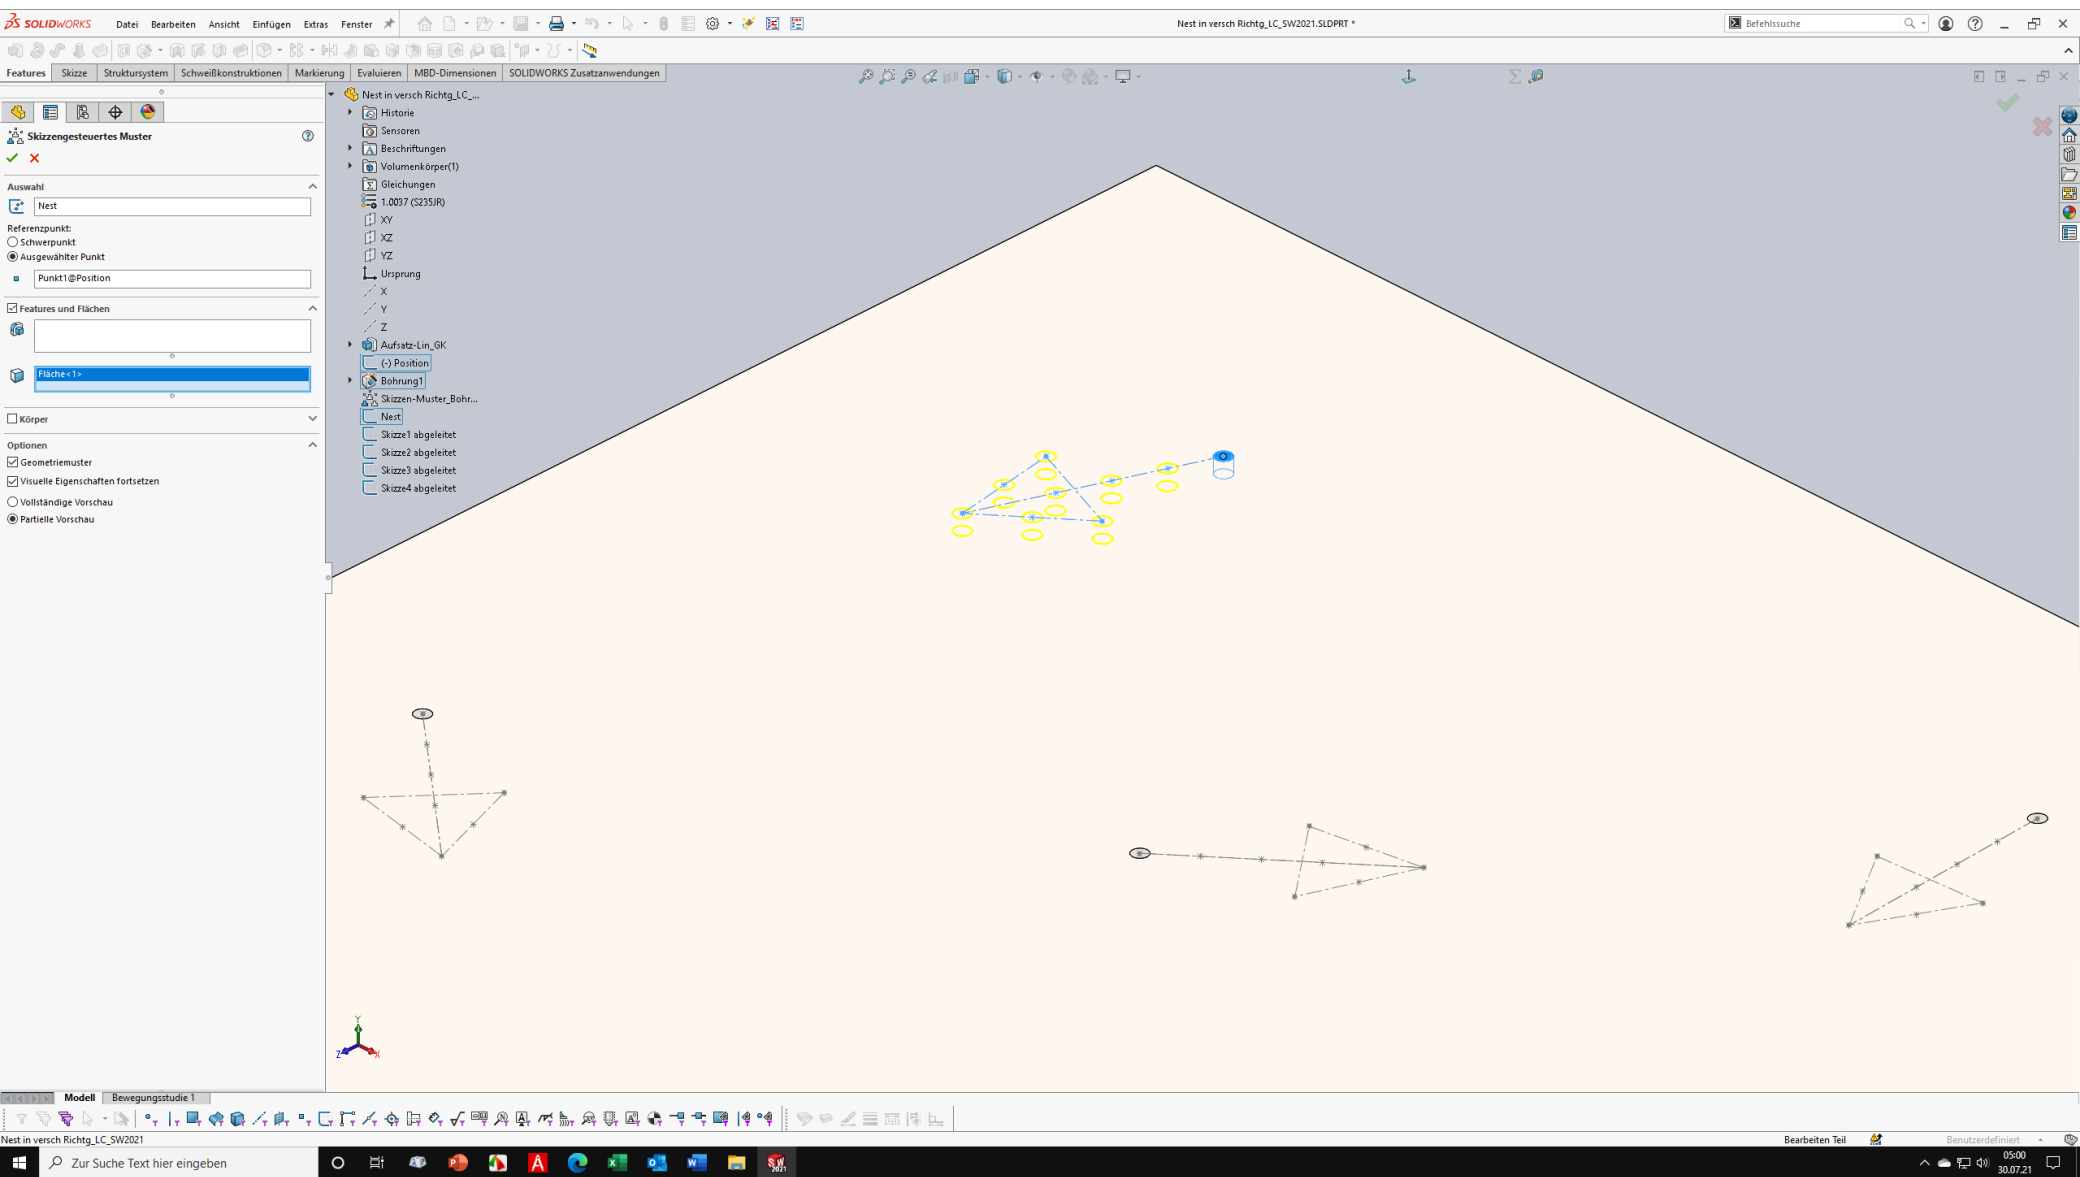 SOLIDWORKS
Datei Bearbeiten Ansicht Einfügen Extras Fenster
Nest in versch Richtg_LC_SW2021.SLDPRT *
Befehlssuche
Features Skizze Struktursystem Schweißkonstruktionen Markierung Evaluieren MBD-Dimensionen SOLIDWORKS Zusatzanwendungen
Skizzengesteuertes Muster
Auswahl
Nest
Referenzpunkt:
Schwerpunkt
Ausgewählter Punkt
Punkt1@Position
Features und Flächen
Fläche<1>
Körper
Optionen
Geometriemuster
Visuelle Eigenschaften fortsetzen
Vollständige Vorschau
Partielle Vorschau
Nest in versch Richtg_LC_...
Historie
Sensoren
Beschriftungen
Volumenkörper(1)
Gleichungen
1.0037 (S235JR)
XY
XZ
YZ
Ursprung
X
Y
Z
Aufsatz-Lin_GK
(-) Position
Bohrung1
Skizzen-Muster_Bohr...
Nest
Skizze1 abgeleitet
Skizze2 abgeleitet
Skizze3 abgeleitet
Skizze4 abgeleitet
Y
Z
X
Modell Bewegungsstudie 1
Nest in versch Richtg_LC_SW2021
Bearbeiten Teil
Benutzerdefiniert
Zur Suche Text hier eingeben
05:00
30.07.21